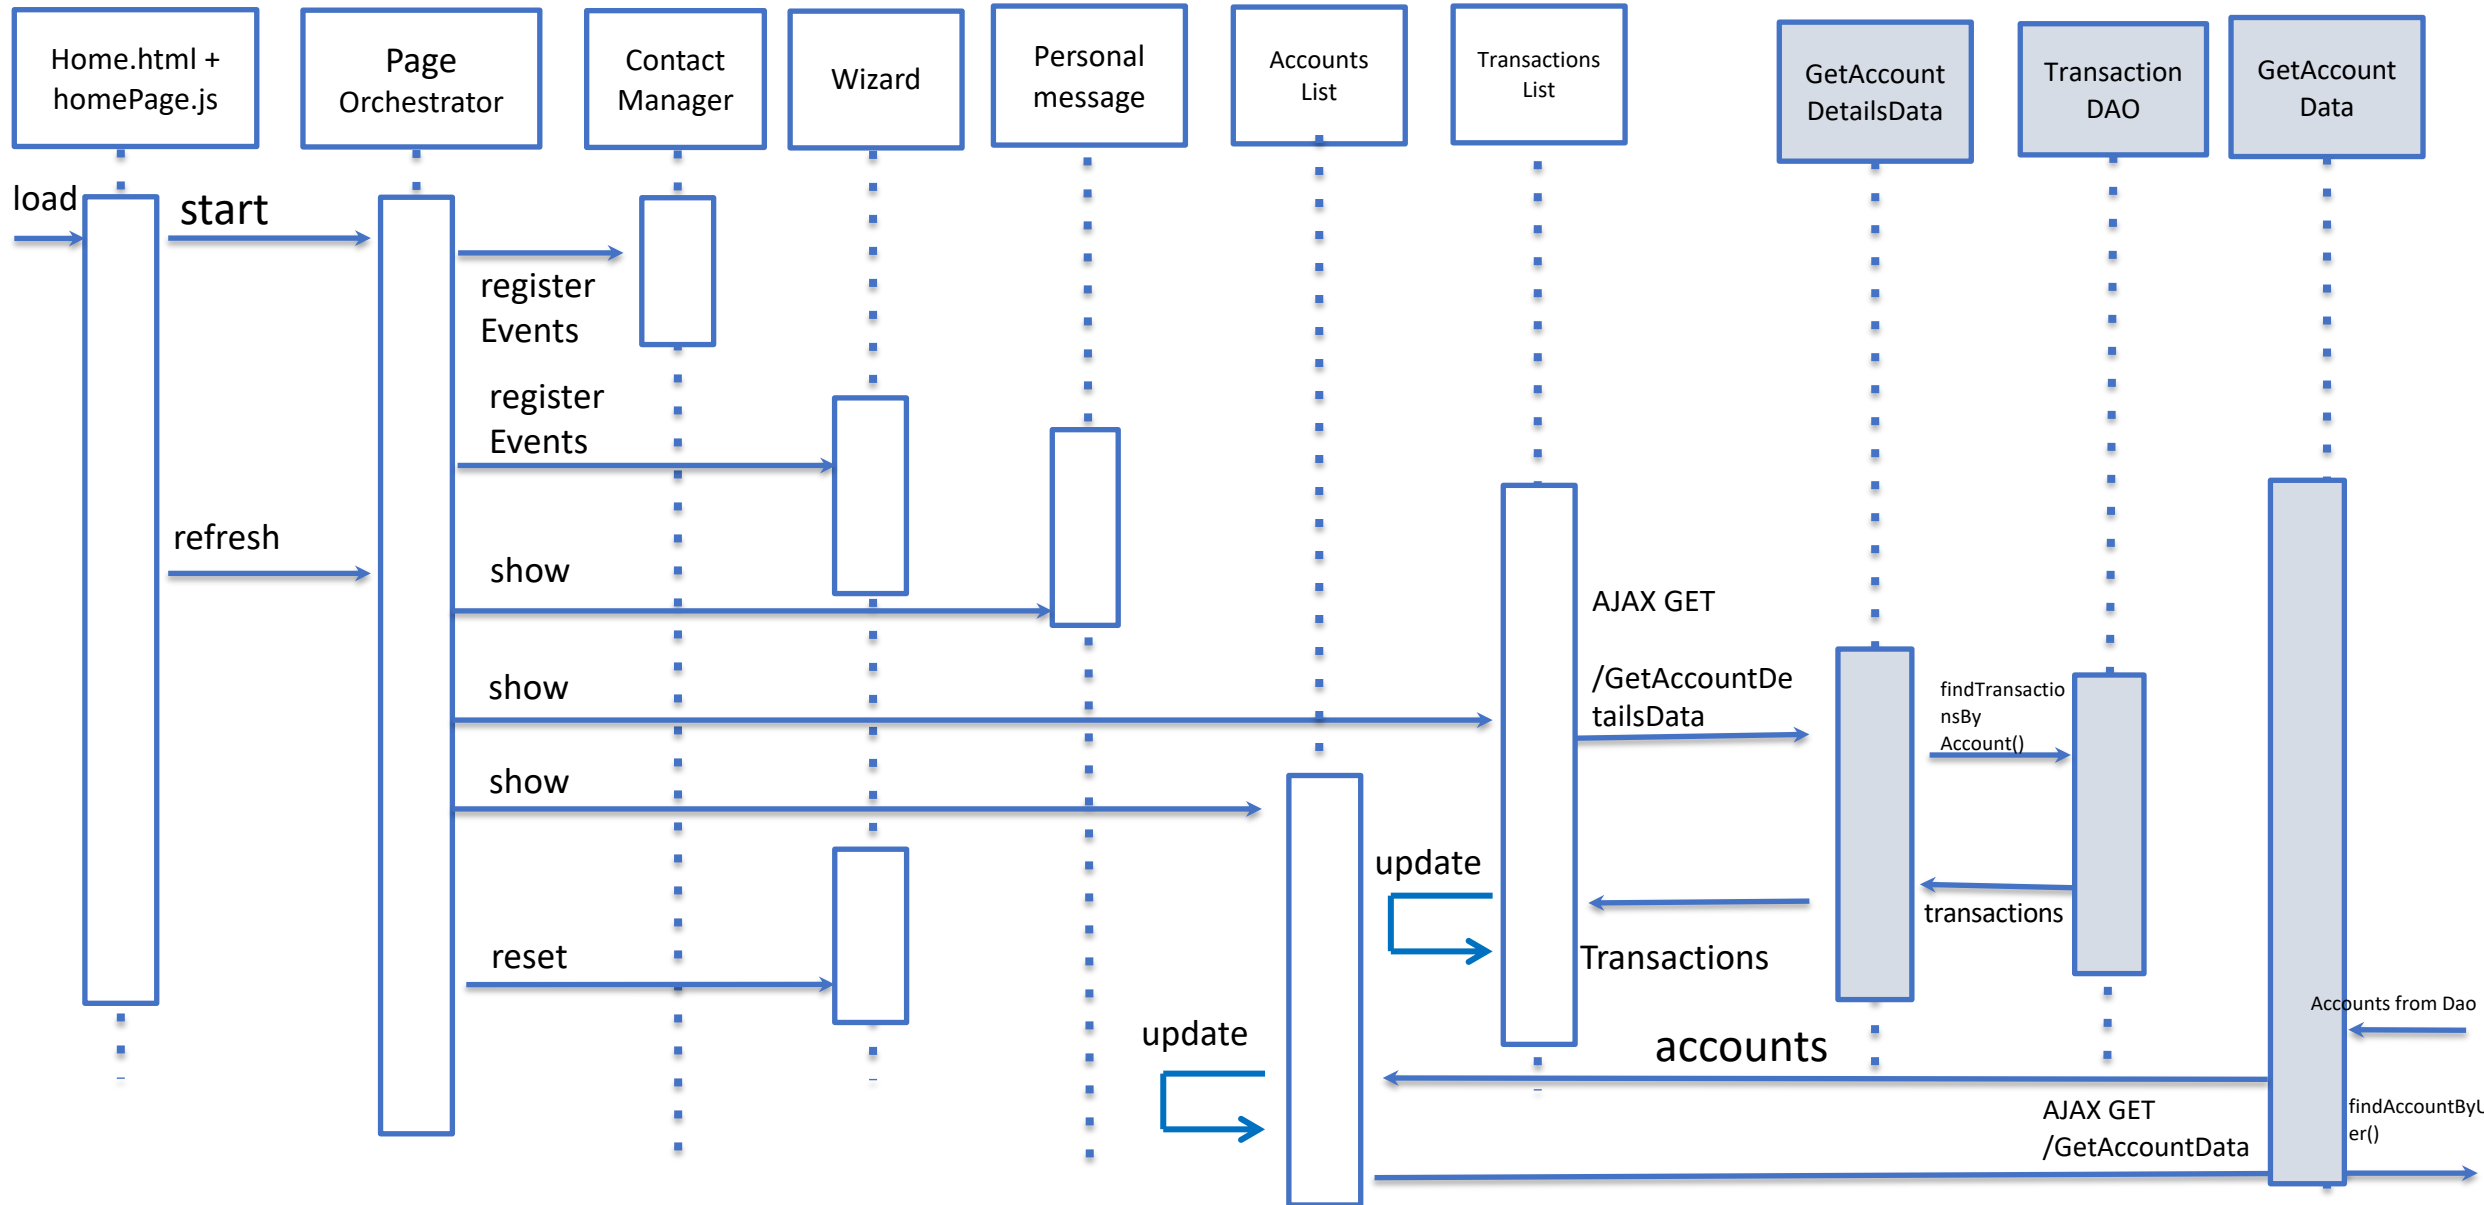 Home.html +
homePage.js
Page
Orchestrator
Contact
Manager
Wizard
Personal
message
Accounts
List
Transactions
List
GetAccount
DetailsData
Transaction
DAO
GetAccount
Data
load
start
register
Events
register
Events
refresh
show
AJAX GET
show
/GetAccountDe
tailsData
findTransactio
nsBy
Account()
show
update
transactions
reset
Transactions
Accounts from Dao
update
accounts
AJAX GET
/GetAccountData
findAccountByU
er()